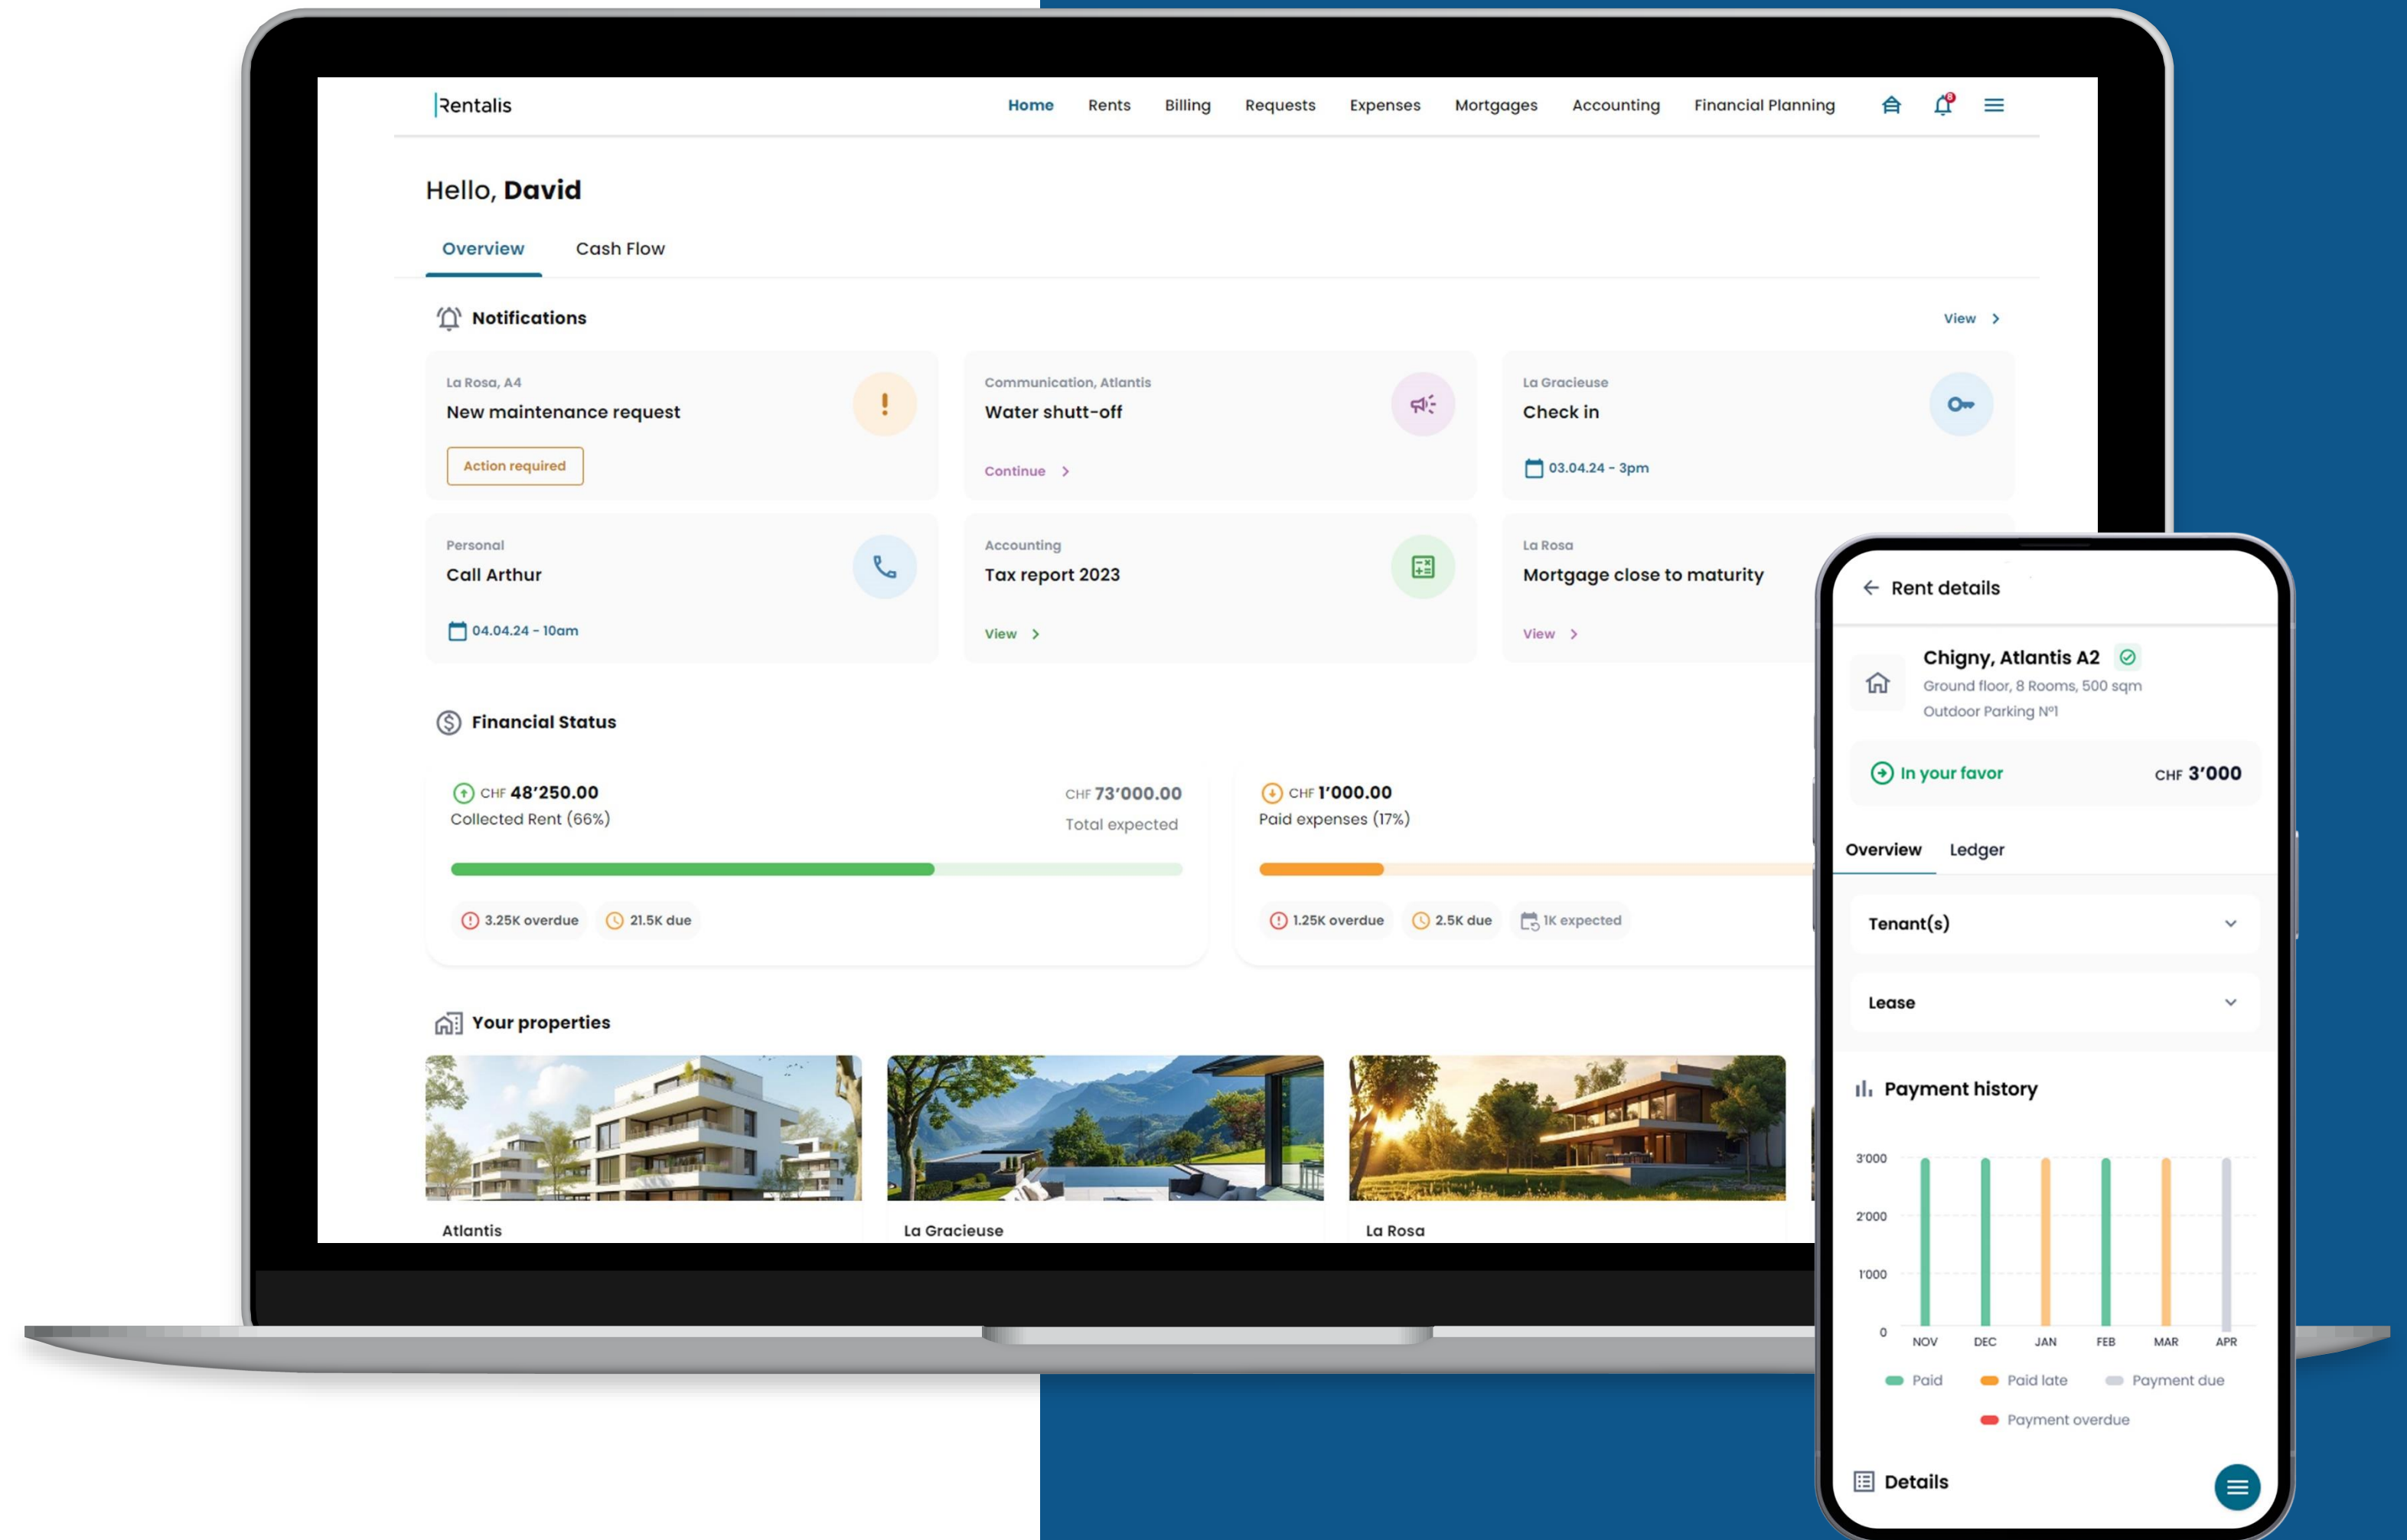 Rentalis
Home Rents Billing Requests Expenses Mortgages Accounting Financial Planning
8
Hello, David
Overview Cash Flow
Notifications
View
La Rosa, A4
New maintenance request
Action required
Communication, Atlantis
Water shutt-off
Continue
La Gracieuse
Check in
03.04.24 - 3pm
Personal
Call Arthur
04.04.24 - 10am
Accounting
Tax report 2023
View
La Rosa
Mortgage close to maturity
View
Financial Status
CHF 48’250.00
Collected Rent (66%)
CHF 73’000.00
Total expected
3.25K overdue 21.5K due
CHF 1’000.00
Paid expenses (17%)
1.25K overdue 2.5K due 1K expected
Your properties
Atlantis
La Gracieuse
La Rosa
Rent details
Chigny, Atlantis A2
Ground floor, 8 Rooms, 500 sqm
Outdoor Parking Nº1
In your favor CHF 3’000
Overview Ledger
Tenant(s)
Lease
Payment history
3’000
2’000
1’000
0
NOV DEC JAN FEB MAR APR
Paid Paid late Payment due
Payment overdue
Details